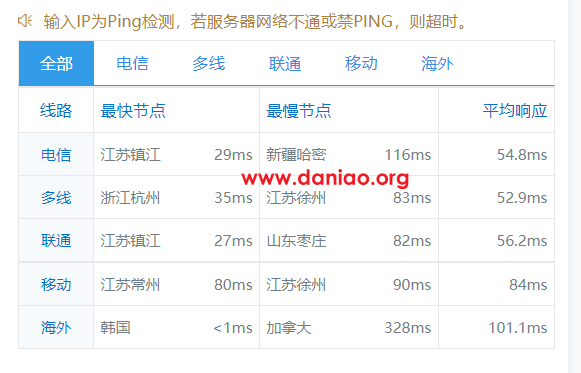 输入IP为Ping检测，若服务器网络不通或禁PING，则超时。
全部 电信 多线 联通 移动 海外
线路 最快节点 最慢节点 平均响应
电信 江苏镇江 29ms 新疆哈密 116ms 54.8ms
www.daniao.org
多线 浙江杭州 35ms 江苏徐州 83ms 52.9ms
联通 江苏镇江 27ms 山东枣庄 82ms 56.2ms
移动 江苏常州 80ms 江苏徐州 90ms 84ms
海外 韩国 <1ms 加拿大 328ms 101.1ms